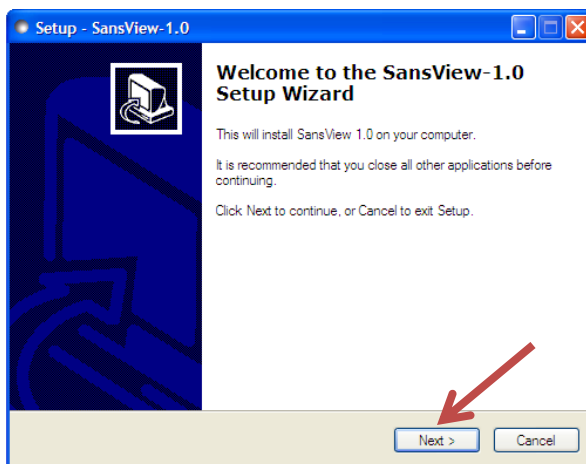 Setup - SansView-1.0
Welcome to the SansView-1.0
Setup Wizard
This will install SansView 1.0 on your computer.
It is recommended that you close all other applications before
continuing.
Click Next to continue, or Cancel to exit Setup.
Next >
Cancel